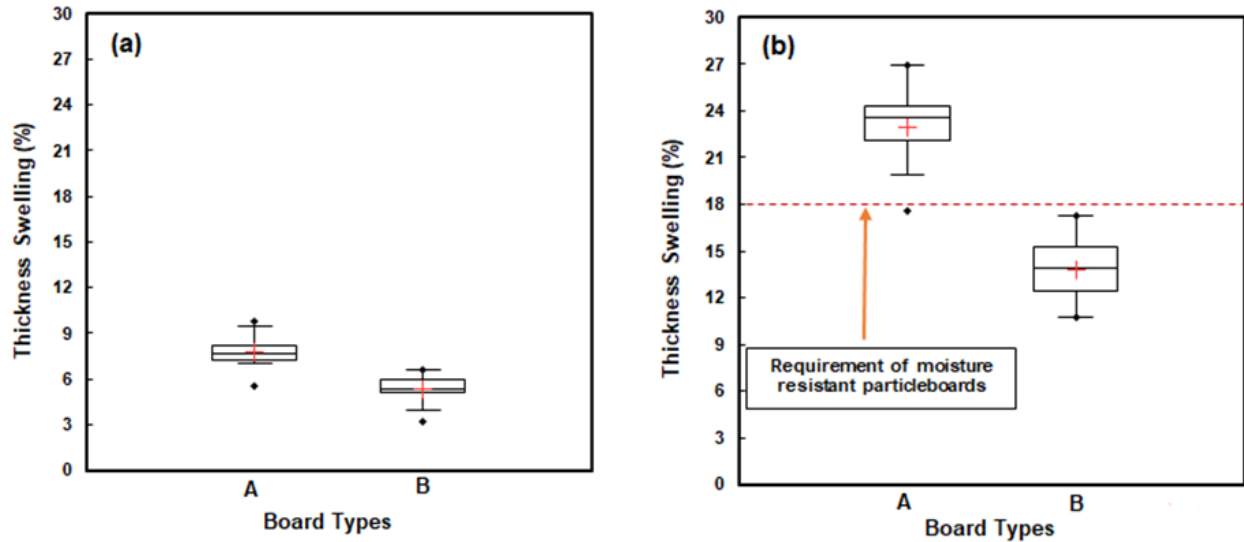 (a)
Thickness Swelling (%)
30
27
24
21
18
15
12
9
6
3
0
A B
Board Types
(b)
Thickness Swelling (%)
30
27
24
21
18
15
12
9
6
3
0
Requirement of moisture
resistant particleboards
A B
Board Types